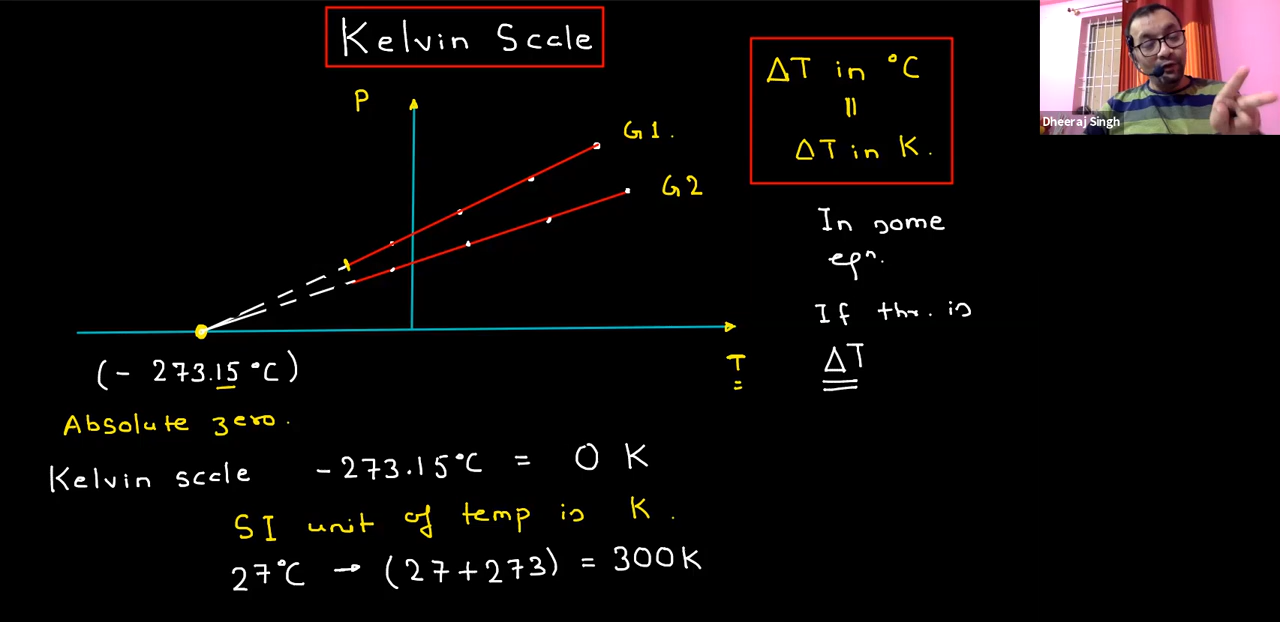 Kelvin Scale
P
G1.
G2
T
(- 273.15 °C)
Absolute zero.
Kelvin scale -273.15°C = 0 K
SI unit of temp is K.
27°C → (27+273) = 300K
ΔT in °C
||
ΔT in K.
In some
eqn.
If thr. is
ΔT
Dheeraj Singh